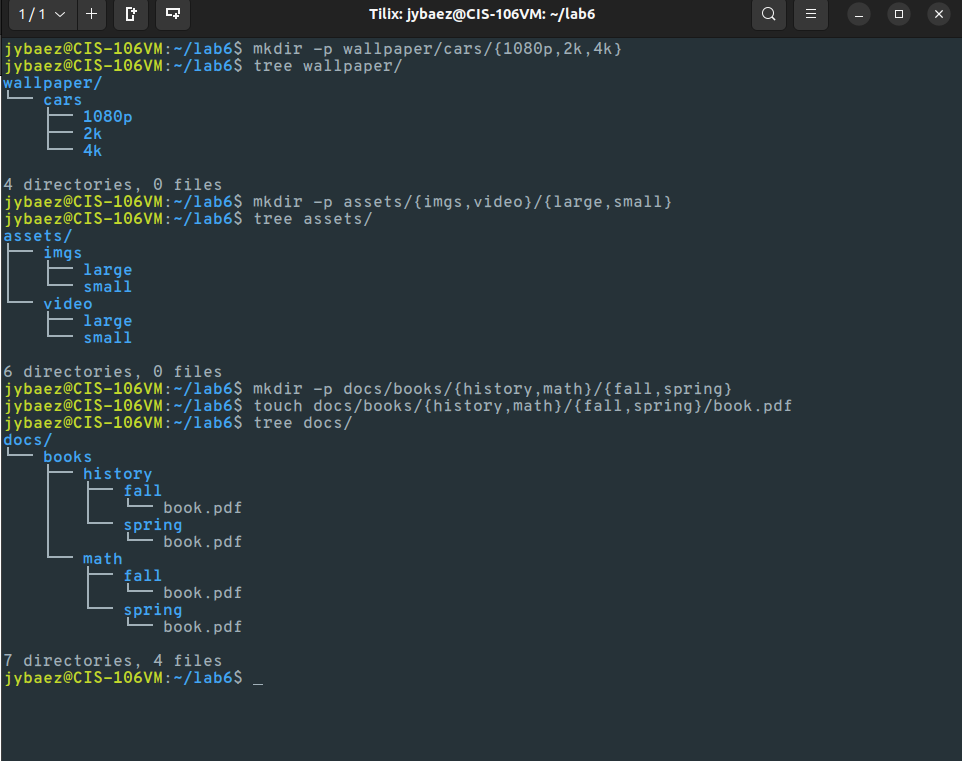 1 / 1
Tilix: jybaez@CIS-106VM: ~/lab6
jybaez@CIS-106VM:~/lab6$ mkdir -p wallpaper/cars/{1080p,2k,4k}
jybaez@CIS-106VM:~/lab6$ tree wallpaper/
wallpaper/
└── cars
    ├── 1080p
    ├── 2k
    └── 4k

4 directories, 0 files
jybaez@CIS-106VM:~/lab6$ mkdir -p assets/{imgs,video}/{large,small}
jybaez@CIS-106VM:~/lab6$ tree assets/
assets/
├── imgs
│   ├── large
│   └── small
└── video
    ├── large
    └── small

6 directories, 0 files
jybaez@CIS-106VM:~/lab6$ mkdir -p docs/books/{history,math}/{fall,spring}
jybaez@CIS-106VM:~/lab6$ touch docs/books/{history,math}/{fall,spring}/book.pdf
jybaez@CIS-106VM:~/lab6$ tree docs/
docs/
└── books
    ├── history
    │   ├── fall
    │   │   └── book.pdf
    │   └── spring
    │       └── book.pdf
    └── math
        ├── fall
        │   └── book.pdf
        └── spring
            └── book.pdf

7 directories, 4 files
jybaez@CIS-106VM:~/lab6$ _